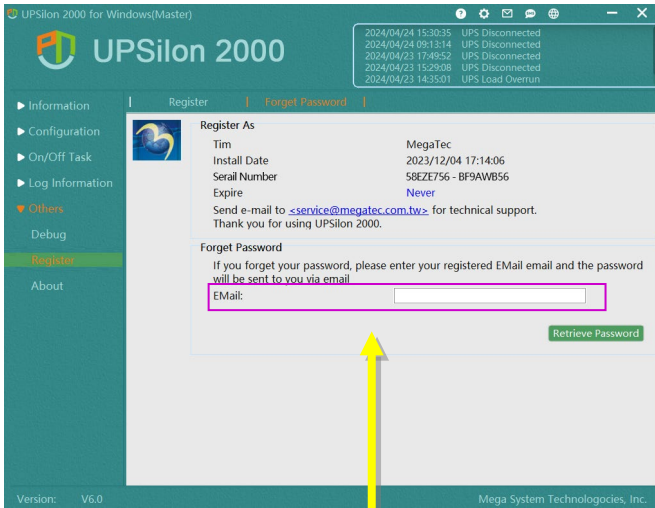 UPSilon 2000 for Windows(Master)
UPSilon 2000
2024/04/24 15:30:35 UPS Disconnected
2024/04/24 09:13:14 UPS Disconnected
2024/04/23 17:49:52 UPS Disconnected
2024/04/23 15:29:08 UPS Disconnected
2024/04/23 14:35:01 UPS Load Overrun
Information
Configuration
On/Off Task
Log Information
Others
Debug
Register
About
Register | Forget Password
Register As
Tim MegaTec
Install Date 2023/12/04 17:14:06
Serail Number 58EZE756 - BF9AWB56
Expire Never
Send e-mail to <service@megatec.com.tw> for technical support.
Thank you for using UPSilon 2000.
Forget Password
If you forget your password, please enter your registered EMail email and the password
will be sent to you via email
EMail:
Retrieve Password
Version: V6.0
Mega System Technologocies, Inc.